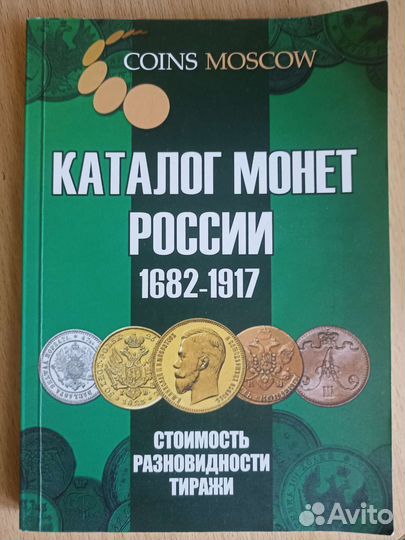 COINS MOSCOW
КАТАЛОГ МОНЕТ
РОССИИ
1682-1917
СТОИМОСТЬ
РАЗНОВИДНОСТИ
ТИРАЖИ
Avito